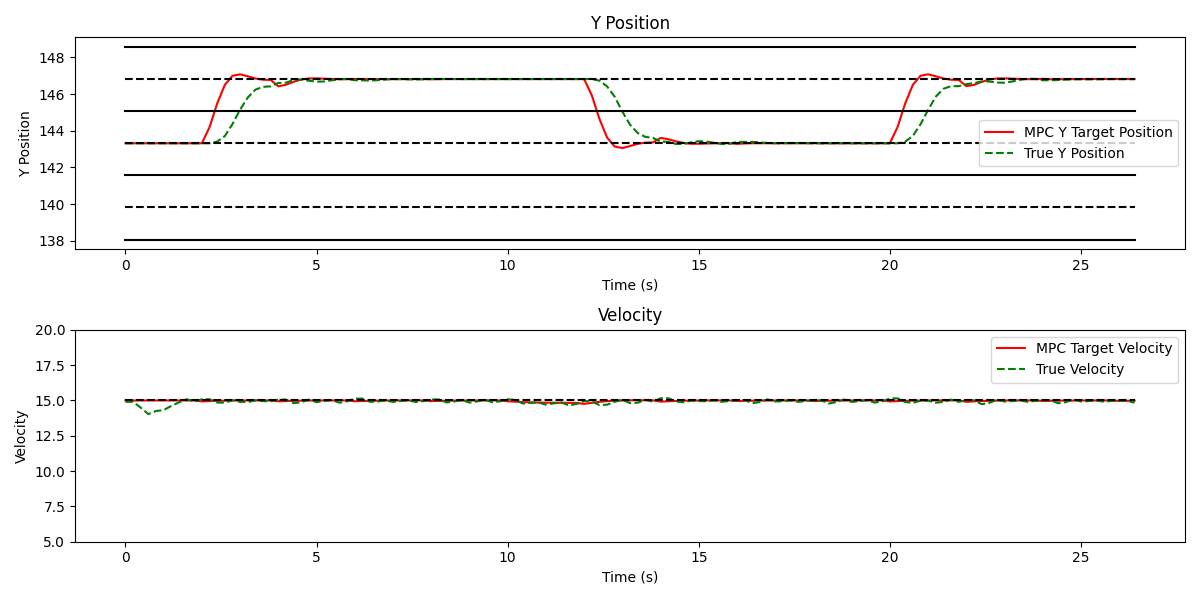 Y Position
148
146
144
142
140
138
Y Position
MPC Y Target Position
True Y Position
0 5 10 15 20 25
Time (s)
Velocity
20.0
17.5
15.0
12.5
10.0
7.5
5.0
Velocity
MPC Target Velocity
True Velocity
0 5 10 15 20 25
Time (s)